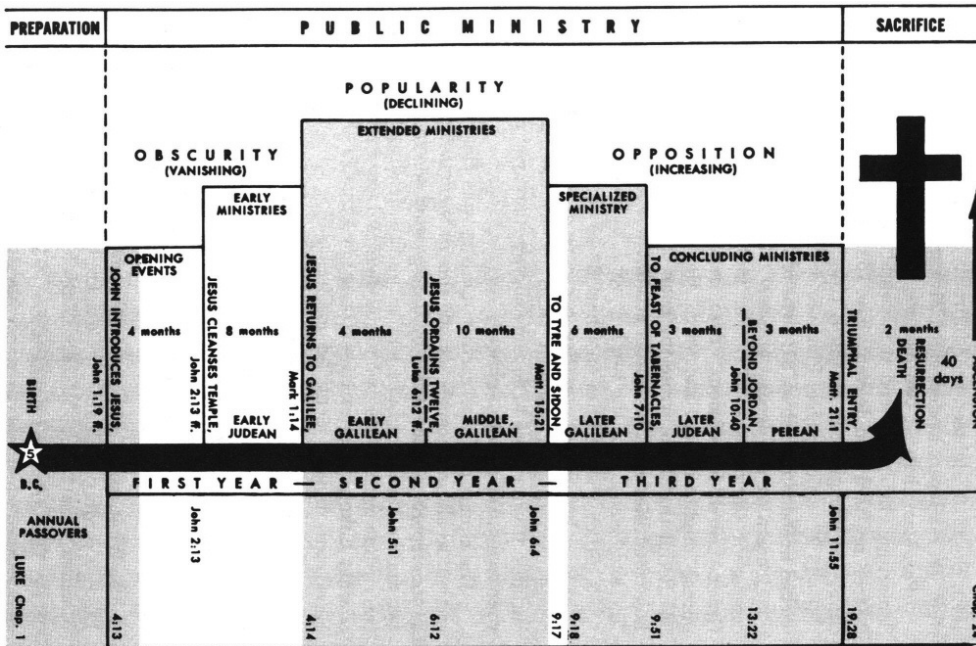 PREPARATION
PUBLIC MINISTRY
SACRIFICE
POPULARITY
(DECLINING)
EXTENDED MINISTRIES
OBSCURITY
(VANISHING)
OPPOSITION
(INCREASING)
EARLY
MINISTRIES
SPECIALIZED
MINISTRY
OPENING
EVENTS
CONCLUDING MINISTRIES
JOHN INTRODUCES JESUS,
John 1:19 ff.
4 months
JESUS CLEANSES TEMPLE,
John 2:13 ff.
8 months
JESUS RETURNS TO GALILEE,
Mark 1:14
4 months
JESUS ORDAINS TWELVE,
Luke 6:12 ff.
10 months
TO TYRE AND SIDON,
Matt. 15:21
6 months
TO FEAST OF TABERNACLES,
John 7:10
3 months
BEYOND JORDAN,
John 10:40
3 months
TRIUMPHAL ENTRY,
Matt. 21:1
2 months
RESURRECTION
DEATH
40
days
BIRTH
EARLY
JUDEAN
EARLY
GALILEAN
MIDDLE,
GALILEAN
LATER
GALILEAN
LATER
JUDEAN
PEREAN
5
B.C.
FIRST YEAR — SECOND YEAR — THIRD YEAR
ANNUAL
PASSOVERS
John 2:13
John 5:1
John 6:4
John 11:55
LUKE Chap. 1
4:13
4:14
6:12
9:17
9:18
9:51
13:22
19:28